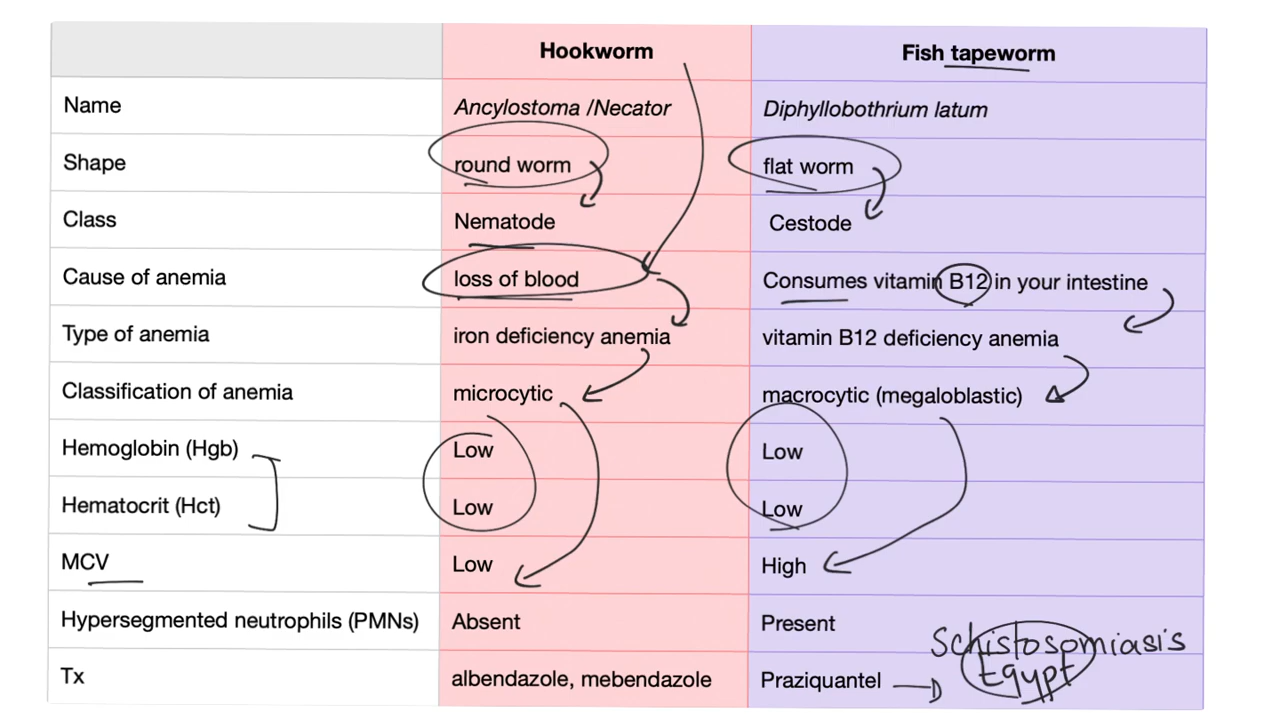 Hookworm Fish tapeworm
Name Ancylostoma /Necator Diphyllobothrium latum
Shape round worm flat worm
Class Nematode Cestode
Cause of anemia loss of blood Consumes vitamin B12 in your intestine
Type of anemia iron deficiency anemia vitamin B12 deficiency anemia
Classification of anemia microcytic macrocytic (megaloblastic)
Hemoglobin (Hgb) Low Low
Hematocrit (Hct) Low Low
MCV Low High
Hypersegmented neutrophils (PMNs) Absent Present
Schistosomiasis
Tx albendazole, mebendazole Praziquantel Egypt